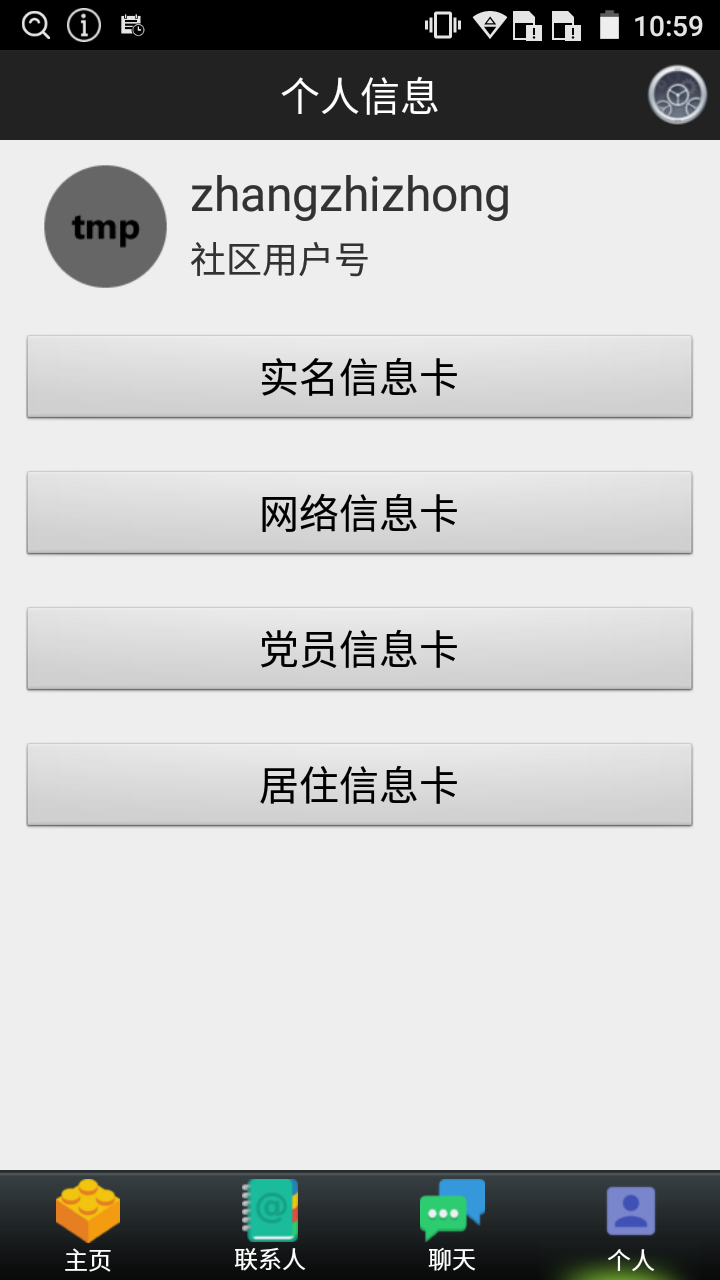 10:59
个人信息
tmp
zhangzhizhong
社区用户号
实名信息卡
网络信息卡
党员信息卡
居住信息卡
主页
联系人
聊天
个人